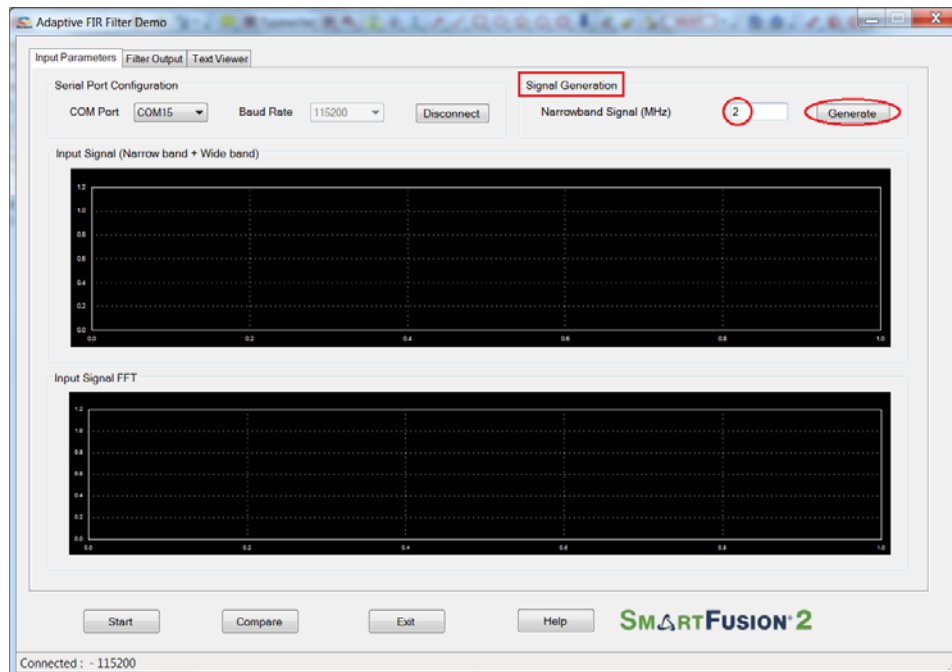 Adaptive FIR Filter Demo
Input Parameters Filter Output Text Viewer
Serial Port Configuration
COM Port COM15 Baud Rate 115200 Disconnect
Signal Generation
Narrowband Signal (MHz) 2 Generate
Input Signal (Narrow band + Wide band)
1.2
1.0
0.8
0.6
0.4
0.2
0.0
0.0 0.2 0.4 0.6 0.8 1.0
Input Signal FFT
1.2
1.0
0.8
0.6
0.4
0.2
0.0
0.0 0.2 0.4 0.6 0.8 1.0
Start Compare Exit Help SMARTFUSION®2
Connected : - 115200